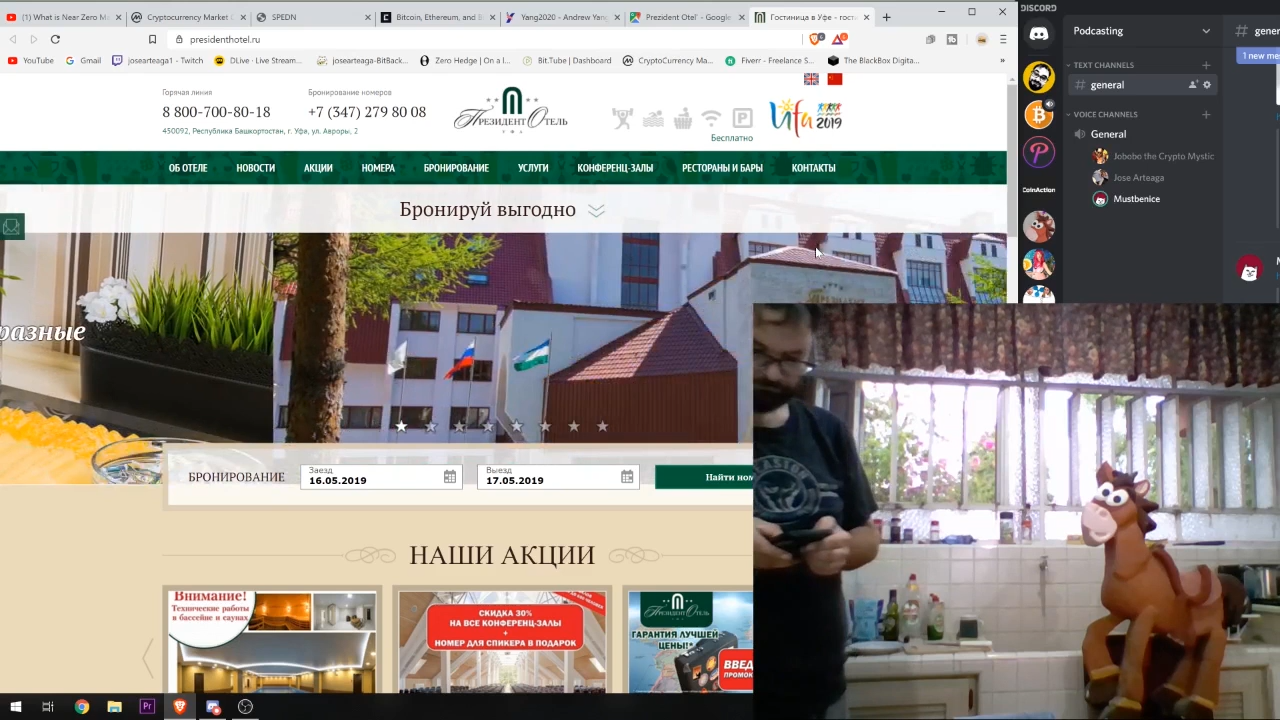 (1) What is Near Zero M
Cryptocurrency Market
SPEDN
Bitcoin, Ethereum, and
Yang2020 - Andrew Yang
Prezident Otel' - Google
Гостиница в Уфе - гост
presidenthotel.ru
YouTube
Gmail
josearteaga1 - Twitch
DLive · Live Stream...
josearteaga-BitBack...
Zero Hedge | On a l...
Bit.Tube | Dashboard
CryptoCurrency Ma...
Fiverr - Freelance S...
The BlackBox Digita...
»
Горячая линия
8 800-700-80-18
Бронирование номеров
+7 (347) 279 80 08
450092, Республика Башкортостан, г. Уфа, ул. Авроры, 2
ПРЕЗИДЕНТ ОТЕЛЬ
Бесплатно
Ufa 2019
ОБ ОТЕЛЕ
НОВОСТИ
АКЦИИ
НОМЕРА
БРОНИРОВАНИЕ
УСЛУГИ
КОНФЕРЕНЦ-ЗАЛЫ
РЕСТОРАНЫ И БАРЫ
КОНТАКТЫ
Бронируй выгодно
разные
БРОНИРОВАНИЕ
Заезд
16.05.2019
Выезд
17.05.2019
Найти ном
НАШИ АКЦИИ
Внимание!
Технические работы
в бассейне и саунах
СКИДКА 30%
НА ВСЕ КОНФЕРЕНЦ-ЗАЛЫ
+
НОМЕР ДЛЯ СПИКЕРА В ПОДАРОК
ПРЕЗИДЕНТ ОТЕЛЬ
ГАРАНТИЯ ЛУЧШЕЙ
ЦЕНЫ!*
ВВЕД
ПРОМОК
DISCORD
Podcasting
# gener
1 new me
TEXT CHANNELS
# general
VOICE CHANNELS
General
Jobobo the Crypto Mystic
Jose Arteaga
Mustbenice
CoinAction
Pr